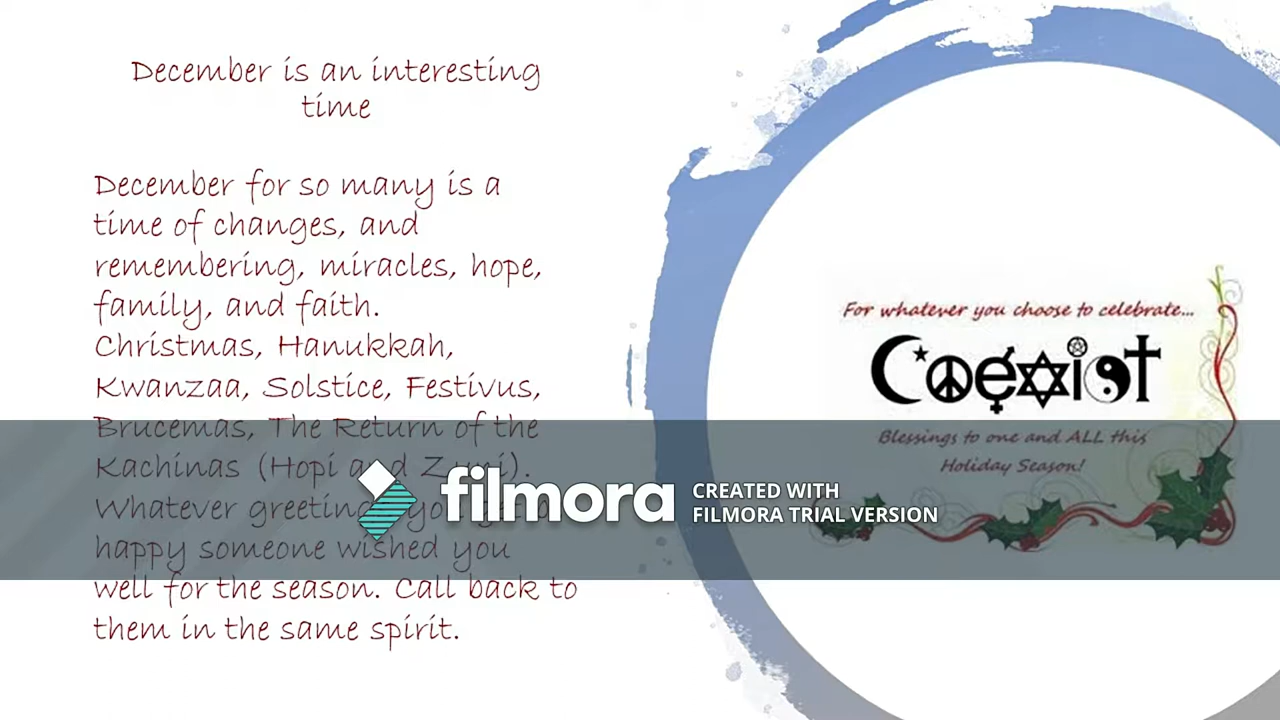 December is an interesting
time
December for so many is a
time of changes, and
remembering, miracles, hope,
family, and faith.
Christmas, Hanukkah,
Kwanzaa, Solstice, Festivus,
Brucemas, The Return of the
Kachinas (Hopi and Zuni).
Whatever greeting
happy someone wished you
well for the season. Call back to
them in the same spirit.
For whatever you choose to celebrate...
Coexist
Blessings to one and ALL this
Holiday Season!
filmora
CREATED WITH
FILMORA TRIAL VERSION